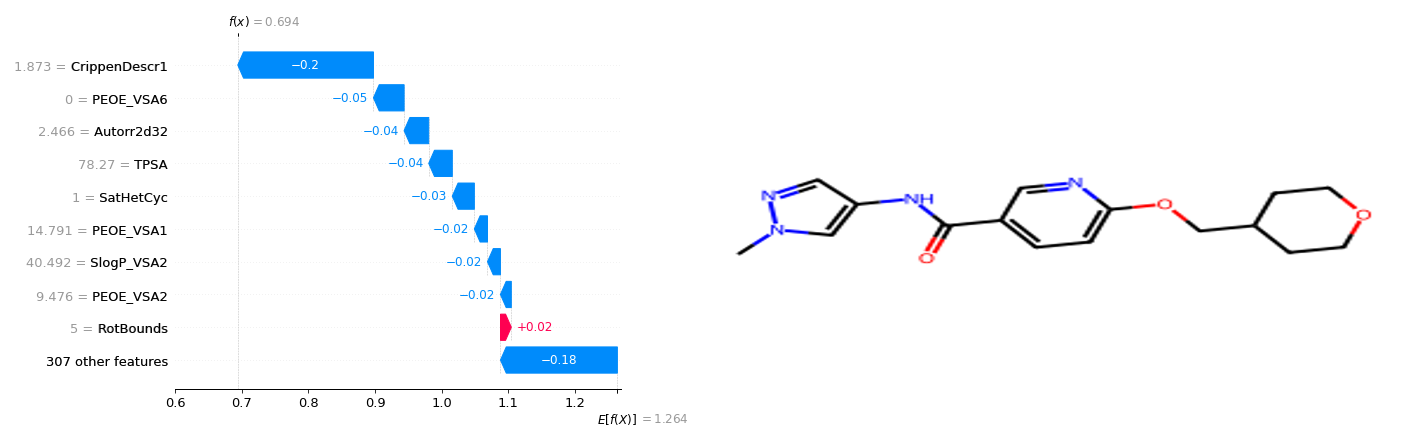 f(x) = 0.694
1.873 = CrippenDescr1
−0.2
0 = PEOE_VSA6
−0.05
2.466 = Autorr2d32
−0.04
78.27 = TPSA
−0.04
1 = SatHetCyc
−0.03
14.791 = PEOE_VSA1
−0.02
40.492 = SlogP_VSA2
−0.02
9.476 = PEOE_VSA2
−0.02
5 = RotBounds
+0.02
307 other features
−0.18
0.6 0.7 0.8 0.9 1.0 1.1 1.2
E[f(X)] = 1.264
N
N
NH
O
N
O
O